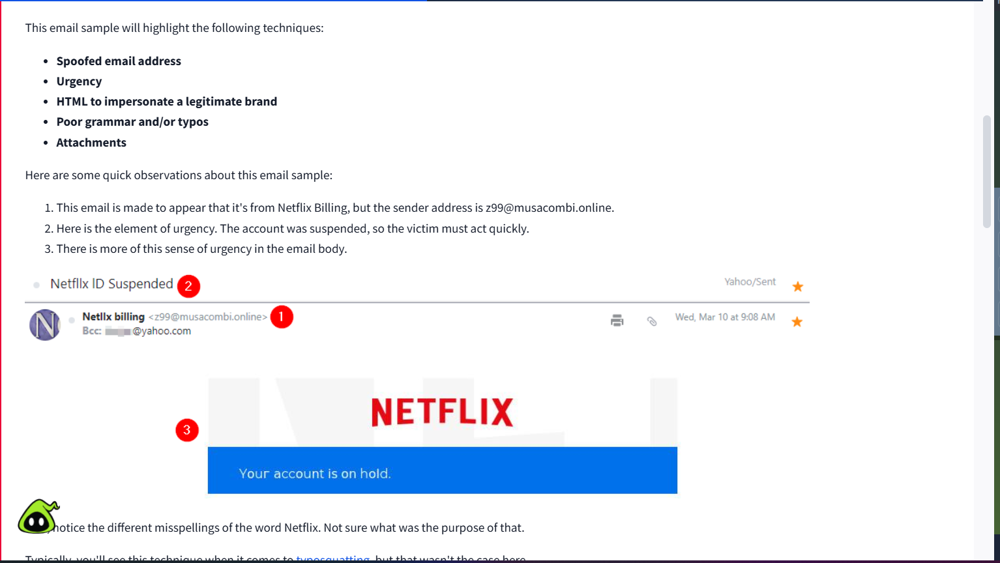 This email sample will highlight the following techniques:
• Spoofed email address
• Urgency
• HTML to impersonate a legitimate brand
• Poor grammar and/or typos
• Attachments
Here are some quick observations about this email sample:
1. This email is made to appear that it's from Netflix Billing, but the sender address is z99@musacombi.online.
2. Here is the element of urgency. The account was suspended, so the victim must act quickly.
3. There is more of this sense of urgency in the email body.
Netfllx lD Suspended 2 Yahoo/Sent
N Netllx billing <z99@musacombi.online> 1 Wed, Mar 10 at 9:08 AM
Bcc: @yahoo.com
NETFLIX
3
Your account is on hold.
notice the different misspellings of the word Netflix. Not sure what was the purpose of that.
Typically, you'll see this technique when it comes to typosquatting, but that wasn't the case here.